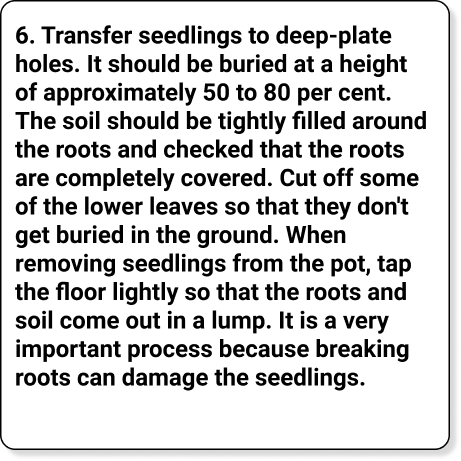 6. Transfer seedlings to deep-plate
holes. It should be buried at a height
of approximately 50 to 80 per cent.
The soil should be tightly filled around
the roots and checked that the roots
are completely covered. Cut off some
of the lower leaves so that they don't
get buried in the ground. When
removing seedlings from the pot, tap
the floor lightly so that the roots and
soil come out in a lump. It is a very
important process because breaking
roots can damage the seedlings.